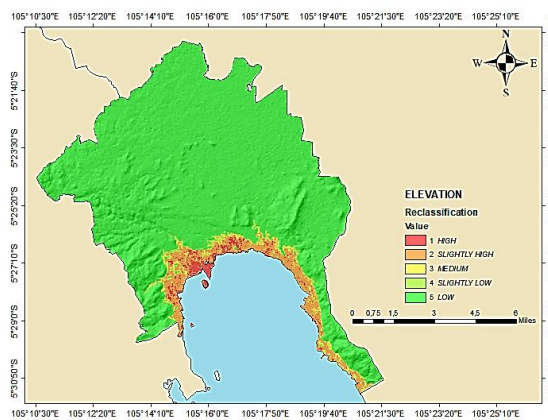 105°10'30"E 105°12'20"E 105°14'10"E 105°16'0"E 105°17'50"E 105°19'40"E 105°21'30"E 105°23'20"E 105°25'10"E
N
W E
S
5°21'40"S
5°23'30"S
5°25'20"S
5°27'10"S
5°29'0"S
ELEVATION
Reclassification
Value
1 HIGH
2 SLIGHTLY HIGH
3 MEDIUM
4 SLIGHTLY LOW
5 LOW
0 0,75 1,5 3 4,5 6
Miles
105°10'30"E 105°12'20"E 105°14'10"E 105°16'0"E 105°17'50"E 105°19'40"E 105°21'30"E 105°23'20"E 105°25'10"E